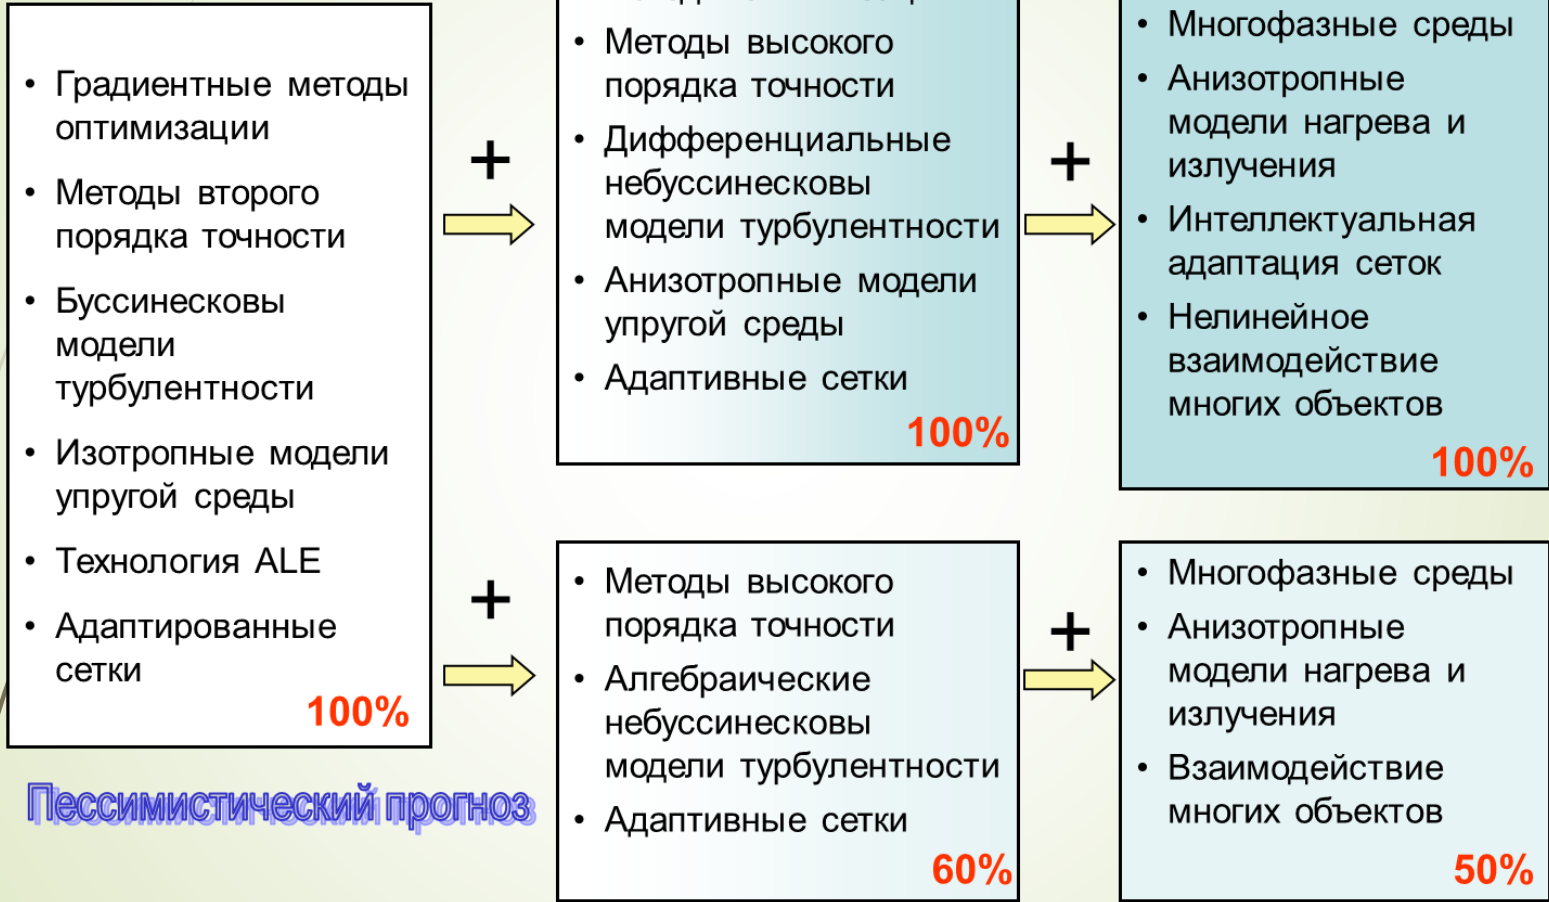 • Градиентные методы
оптимизации
• Методы второго
порядка точности
• Буссинесковы
модели
турбулентности
• Изотропные модели
упругой среды
• Технология ALE
• Адаптированные
сетки
100%
+
• Методы высокого
порядка точности
• Дифференциальные
небуссинесковы
модели турбулентности
• Анизотропные модели
упругой среды
• Адаптивные сетки
100%
+
• Многофазные среды
• Анизотропные
модели нагрева и
излучения
• Интеллектуальная
адаптация сеток
• Нелинейное
взаимодействие
многих объектов
100%
Пессимистический прогноз
+
• Методы высокого
порядка точности
• Алгебраические
небуссинесковы
модели турбулентности
• Адаптивные сетки
60%
+
• Многофазные среды
• Анизотропные
модели нагрева и
излучения
• Взаимодействие
многих объектов
50%